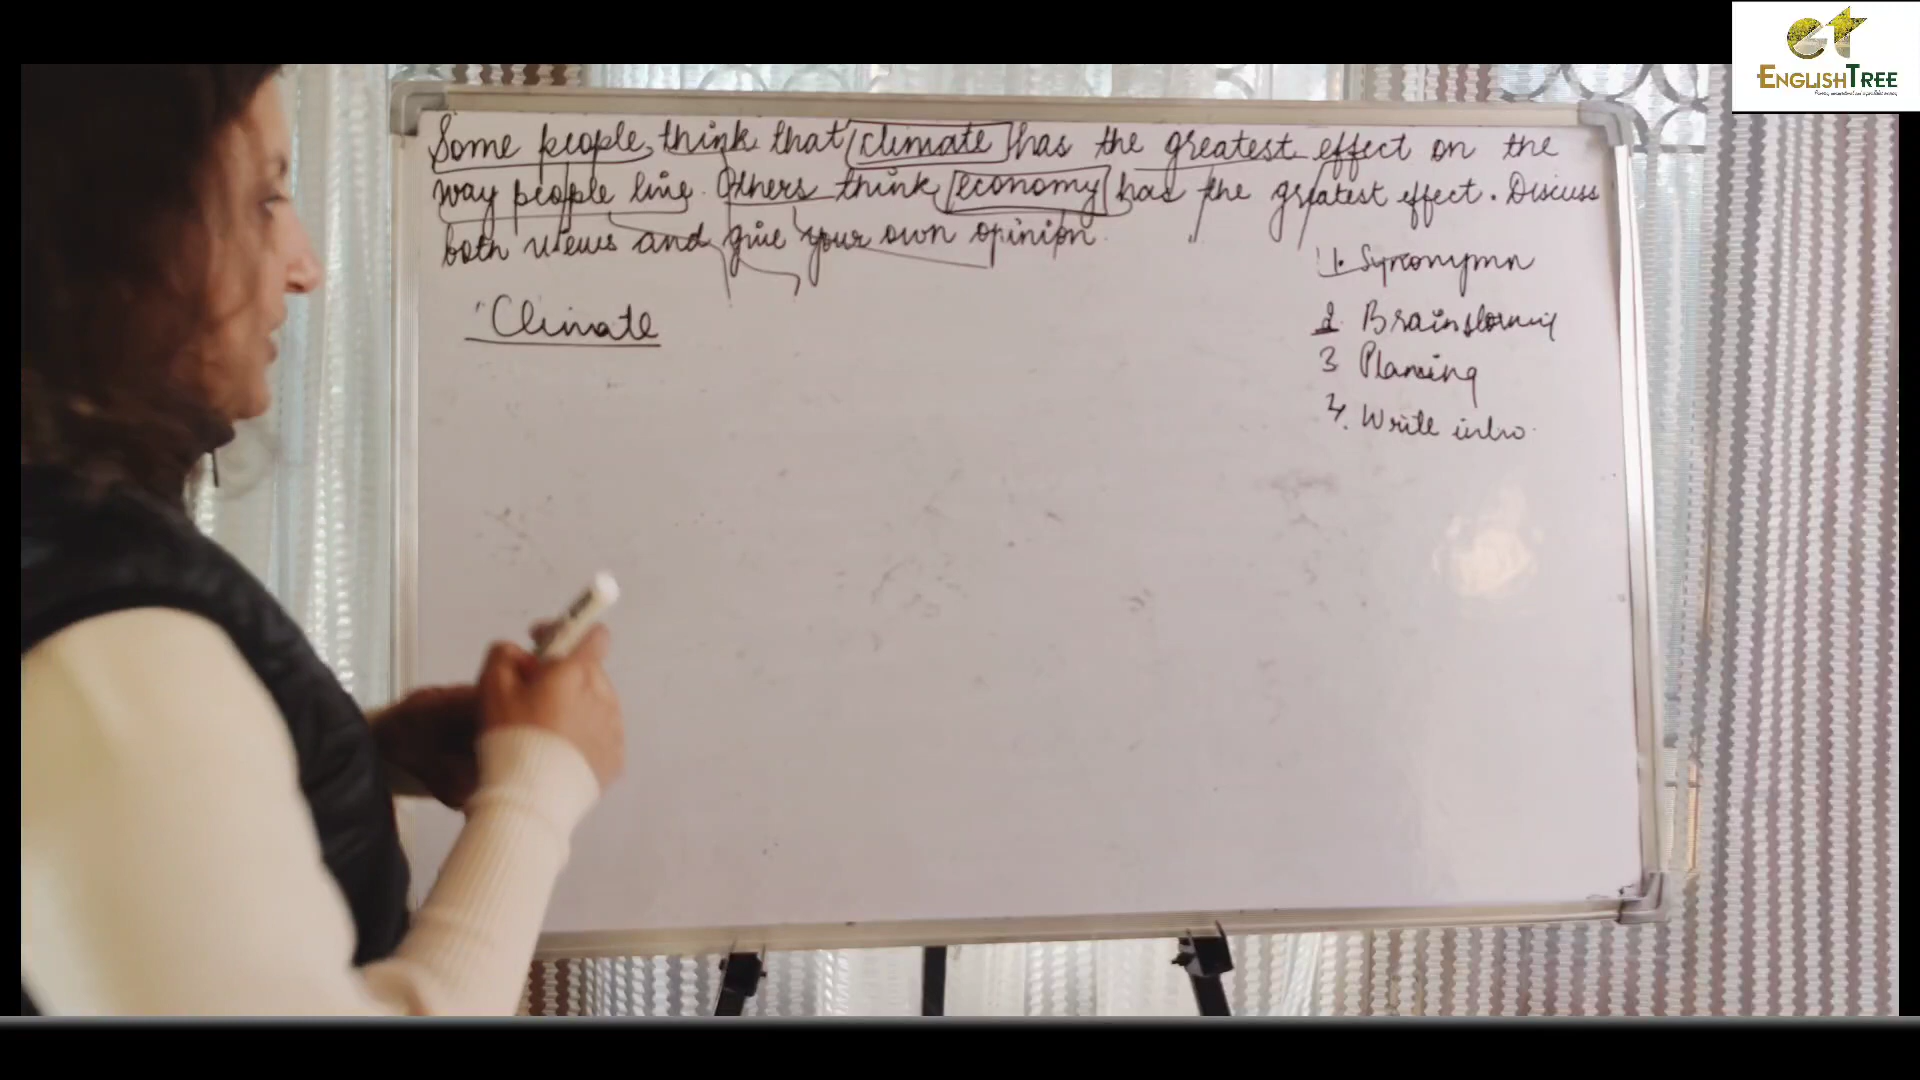 Some people think that climate has the greatest effect on the
way people live. Others think economy has the greatest effect. Discuss
both views and give your own opinion.
Climate
1. Synonymn
2. Brainstorming
3 Planning
4. Write intro.
ENGLISHTREE